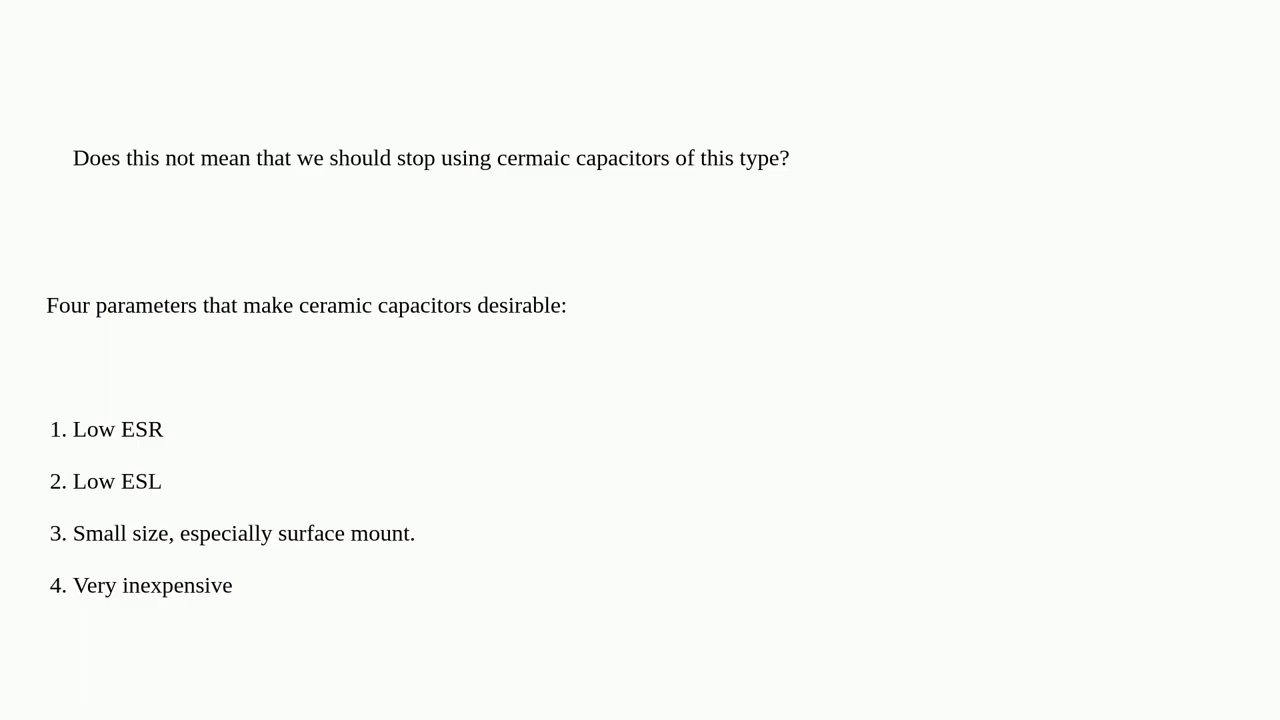 Does this not mean that we should stop using cermaic capacitors of this type?
Four parameters that make ceramic capacitors desirable:
1. Low ESR
2. Low ESL
3. Small size, especially surface mount.
4. Very inexpensive